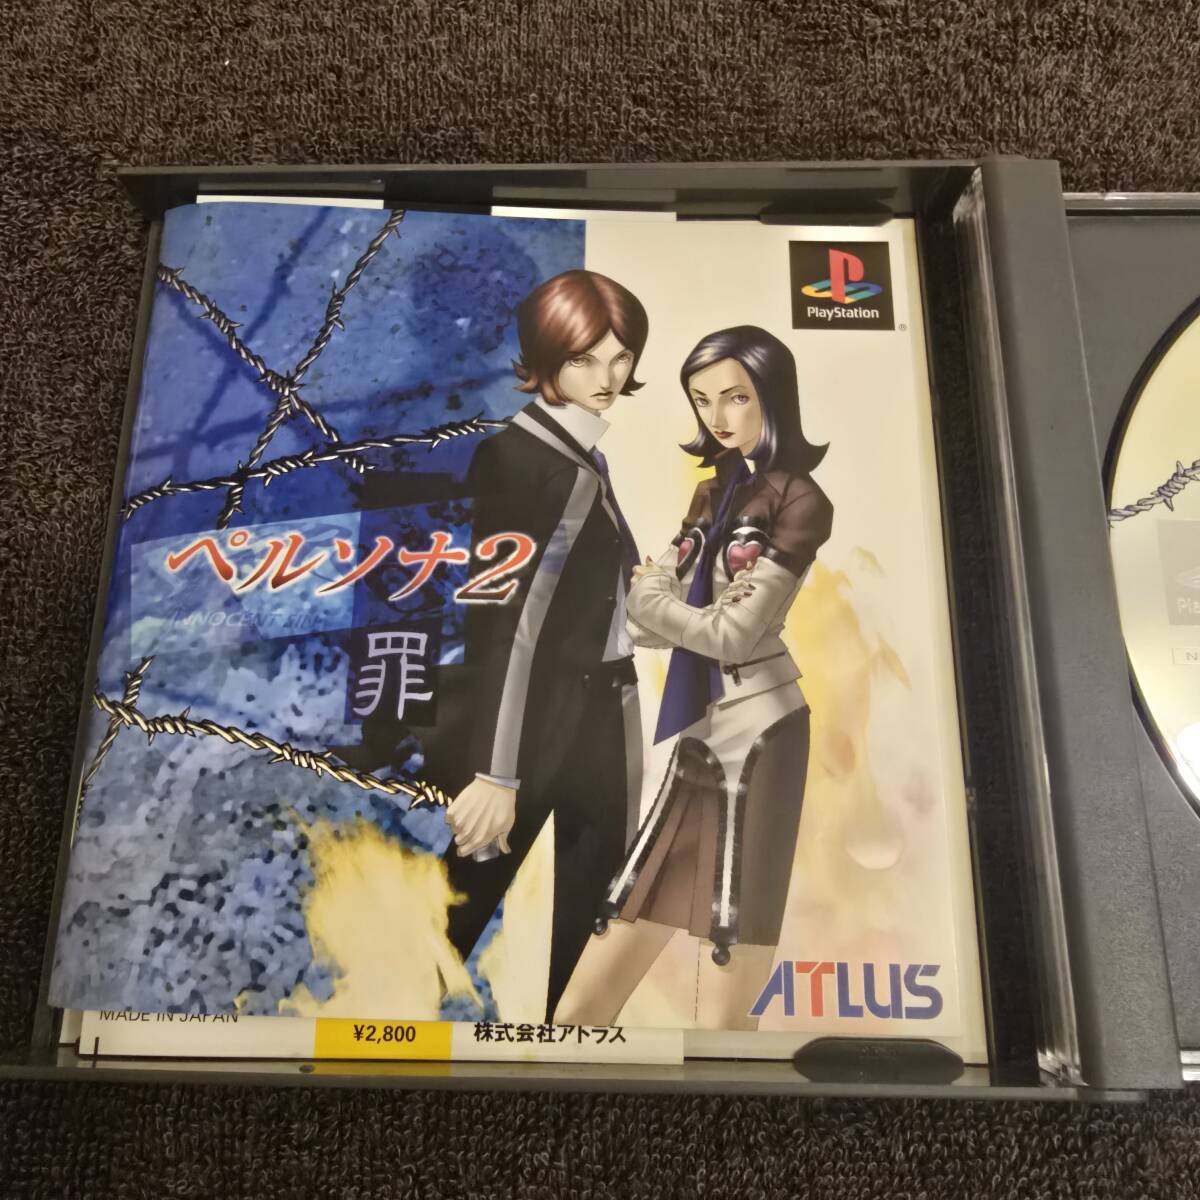 PlayStation
®
ペルソナ2
INNOCENT SIN
罪
ATLUS
MADE IN JAPAN
¥2,800
株式会社アトラス